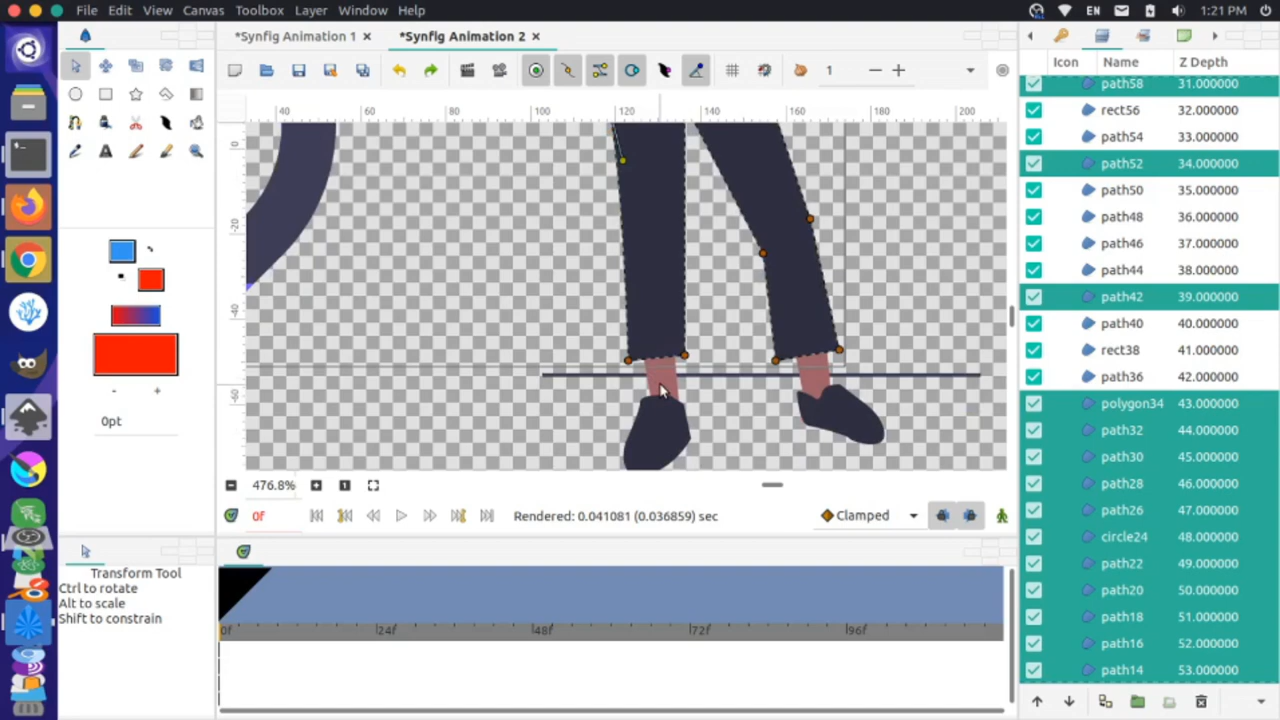 File Edit View Canvas Toolbox Layer Window Help
EN 1:21 PM
*Synfig Animation 1 *Synfig Animation 2
1
40 60 80 100 120 140 160 180 200
0
-20
-40
-60
476.8%
0f
Rendered: 0.041081 (0.036859) sec
Clamped
0f 24f 48f 72f 96f
- +
0pt
Transform Tool
Ctrl to rotate
Alt to scale
Shift to constrain
Icon Name Z Depth
path58 31.000000
rect56 32.000000
path54 33.000000
path52 34.000000
path50 35.000000
path48 36.000000
path46 37.000000
path44 38.000000
path42 39.000000
path40 40.000000
rect38 41.000000
path36 42.000000
polygon34 43.000000
path32 44.000000
path30 45.000000
path28 46.000000
path26 47.000000
circle24 48.000000
path22 49.000000
path20 50.000000
path18 51.000000
path16 52.000000
path14 53.000000